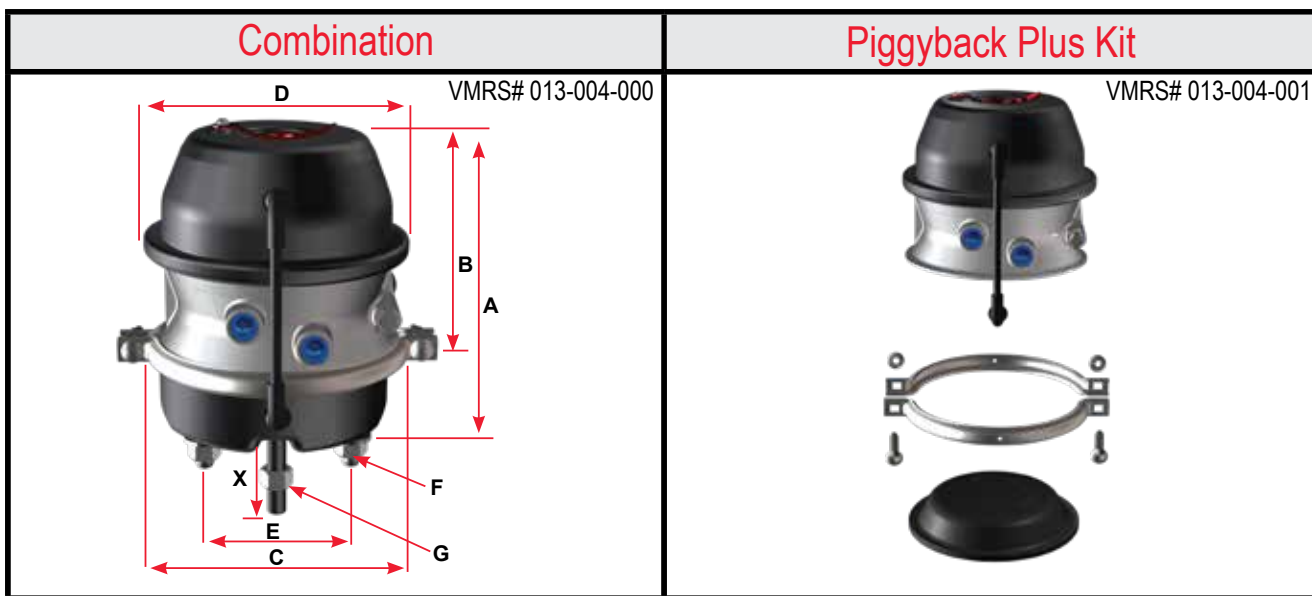 Combination
Piggyback Plus Kit
VMRS# 013-004-000
VMRS# 013-004-001
D
B
A
X
F
E
G
C